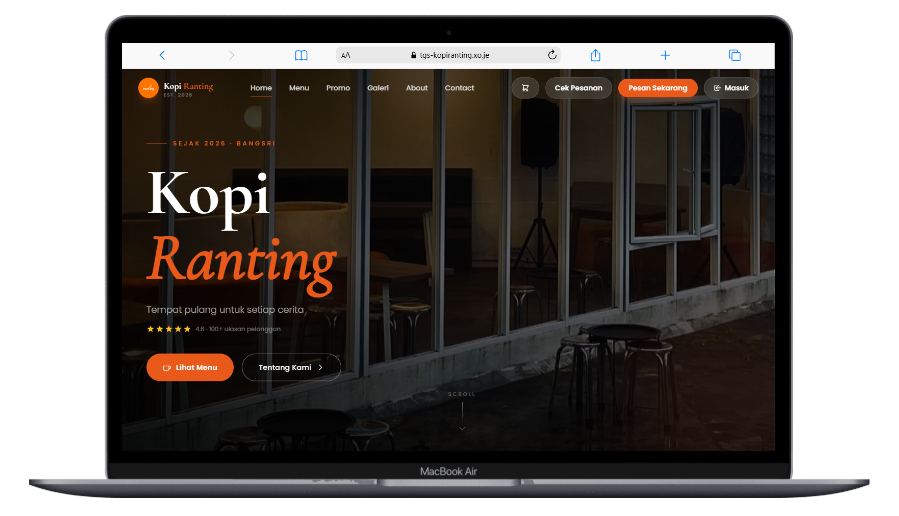 AA tgs-kopiranting.xo.je
Kopi Ranting
EST. 2026
Home Menu Promo Galeri About Contact
Cek Pesanan Pesan Sekarang Masuk
SEJAK 2026 · BANGSRI
Kopi
Ranting
Tempat pulang untuk setiap cerita
4.8 · 100+ ulasan pelanggan
Lihat Menu Tentang Kami
SCROLL
MacBook Air